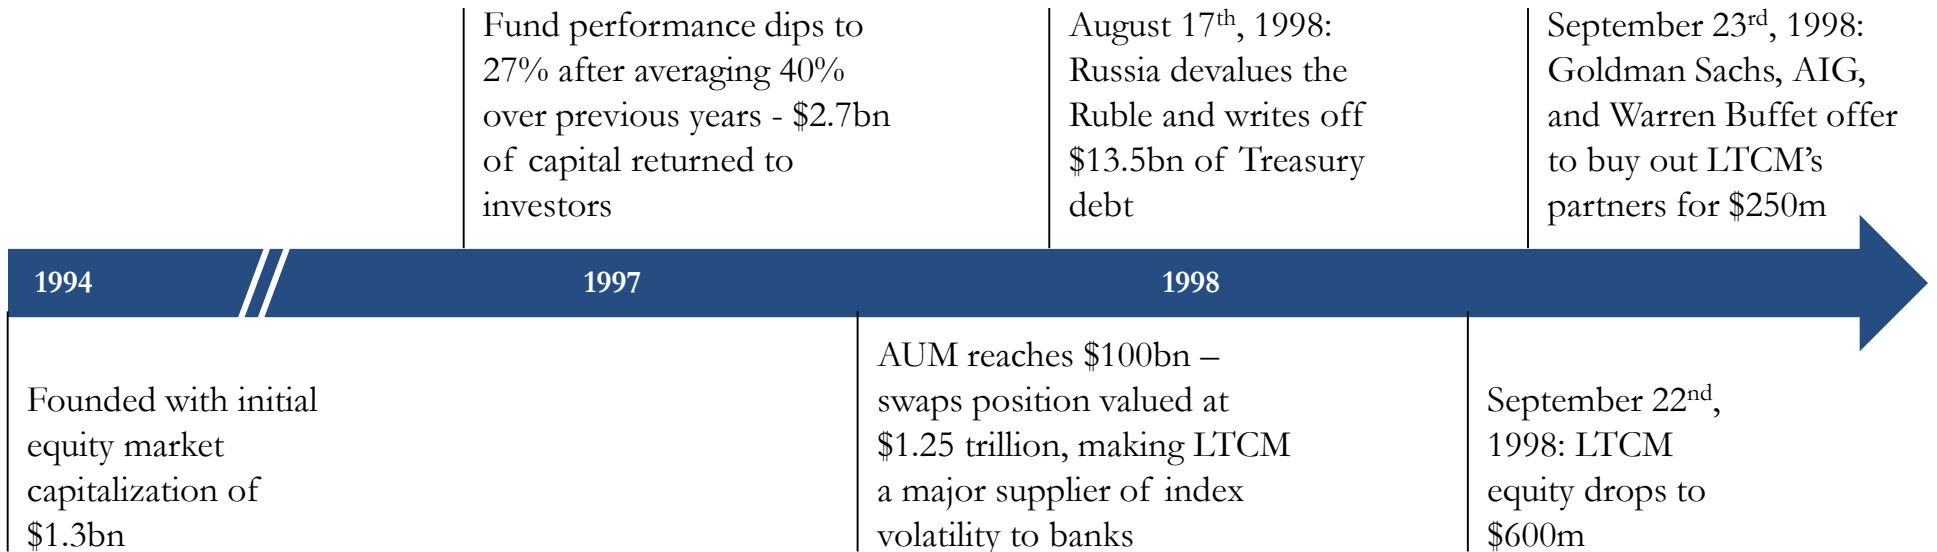 Fund performance dips to
27% after averaging 40%
over previous years - $2.7bn
of capital returned to
investors
August 17th, 1998:
Russia devalues the
Ruble and writes off
$13.5bn of Treasury
debt
September 23rd, 1998:
Goldman Sachs, AIG,
and Warren Buffet offer
to buy out LTCM’s
partners for $250m
1994
1997
1998
Founded with initial
equity market
capitalization of
$1.3bn
AUM reaches $100bn –
swaps position valued at
$1.25 trillion, making LTCM
a major supplier of index
volatility to banks
September 22nd,
1998: LTCM
equity drops to
$600m